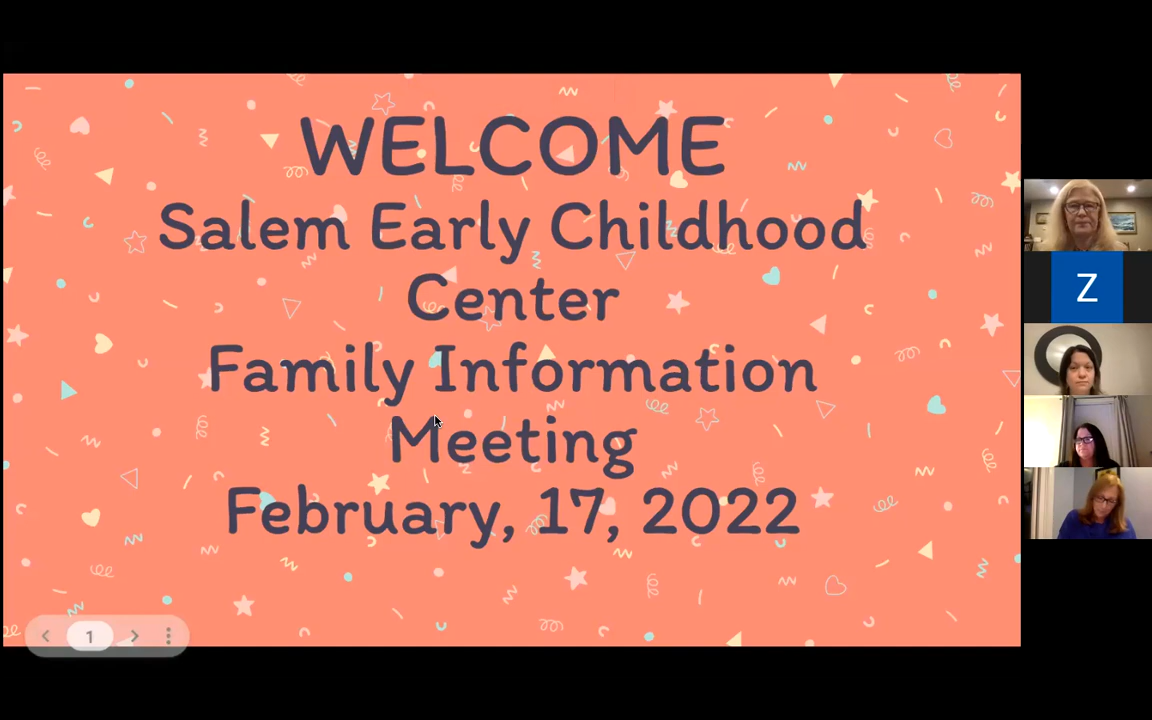 WELCOME
Salem Early Childhood
Center
Family Information
Meeting
February, 17, 2022
1
Z